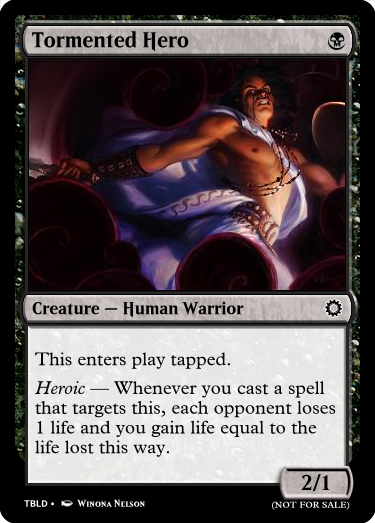 Tormented Hero
Creature — Human Warrior
This enters play tapped.
Heroic — Whenever you cast a spell
that targets this, each opponent loses
1 life and you gain life equal to the
life lost this way.
2/1
TBLD • Winona Nelson
(NOT FOR SALE)